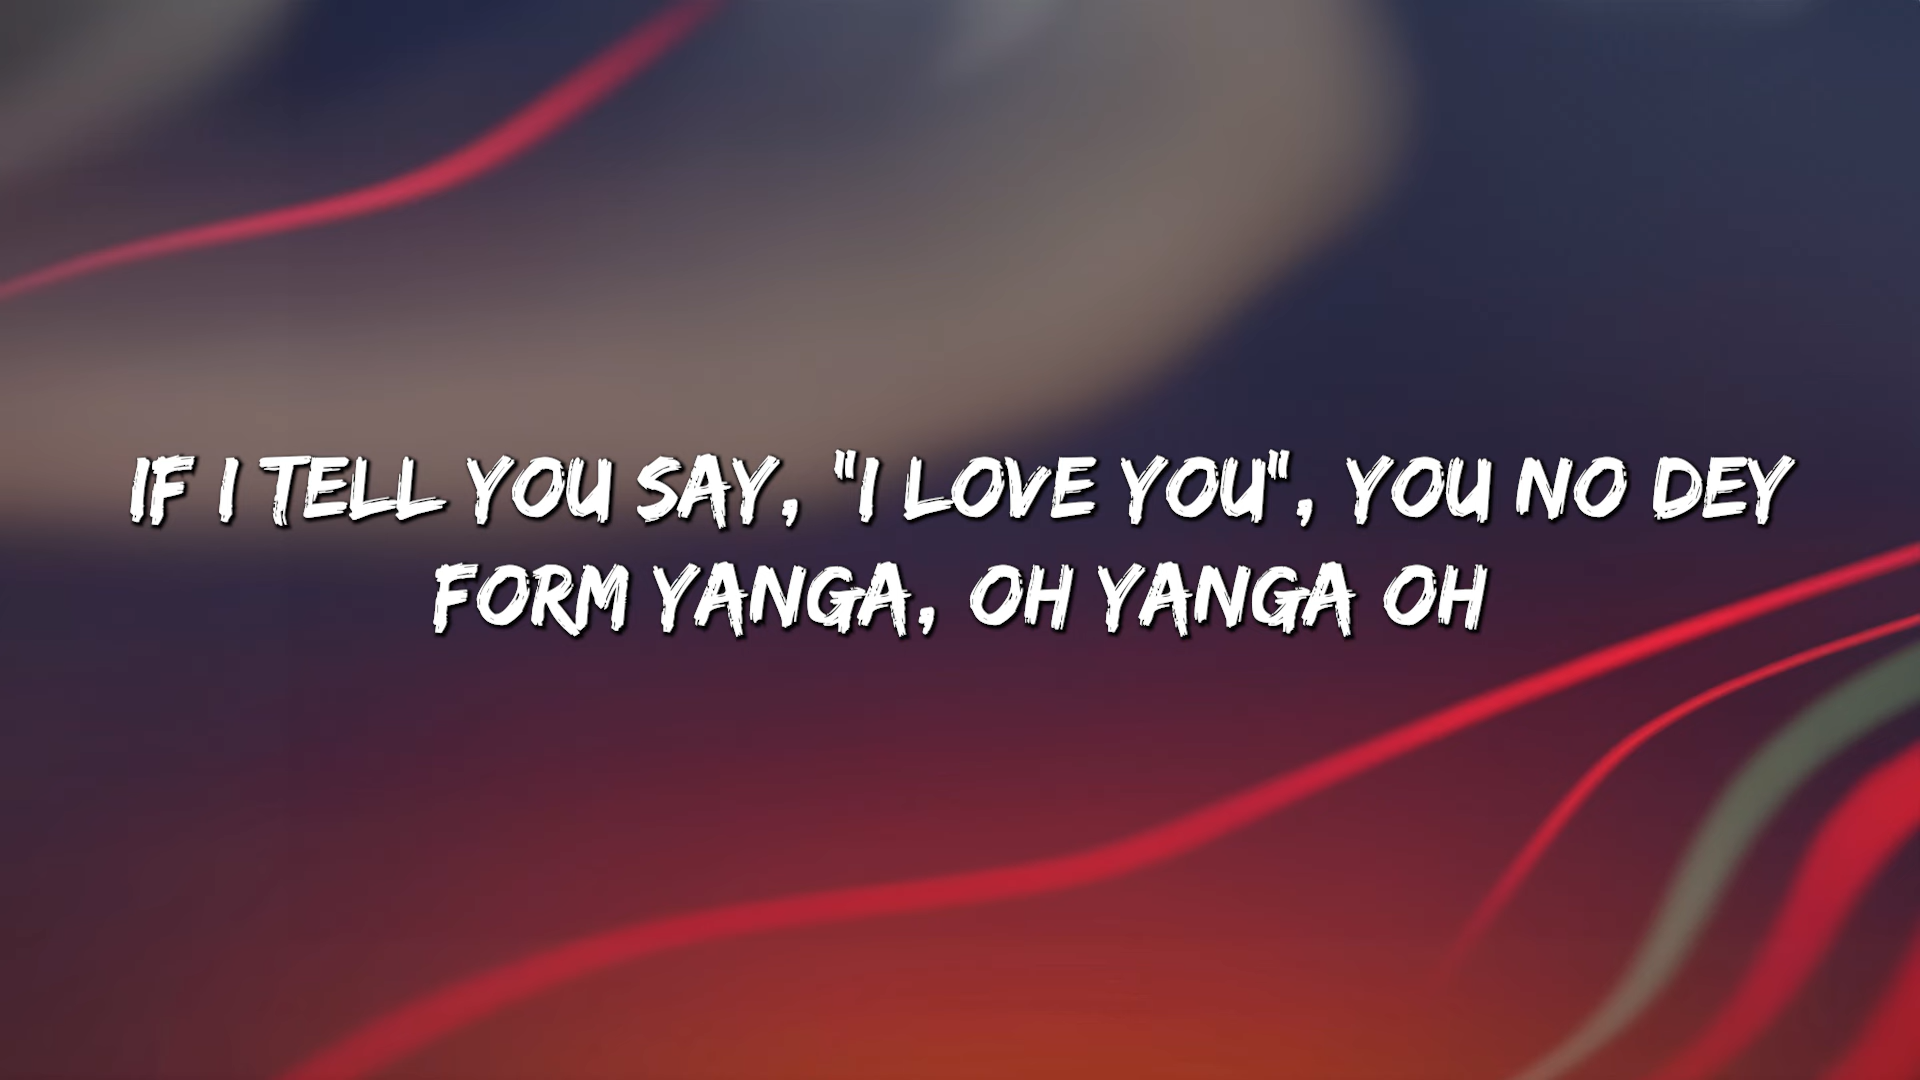 IF I TELL YOU SAY, "I LOVE YOU", YOU NO DEY
FORM YANGA, OH YANGA OH